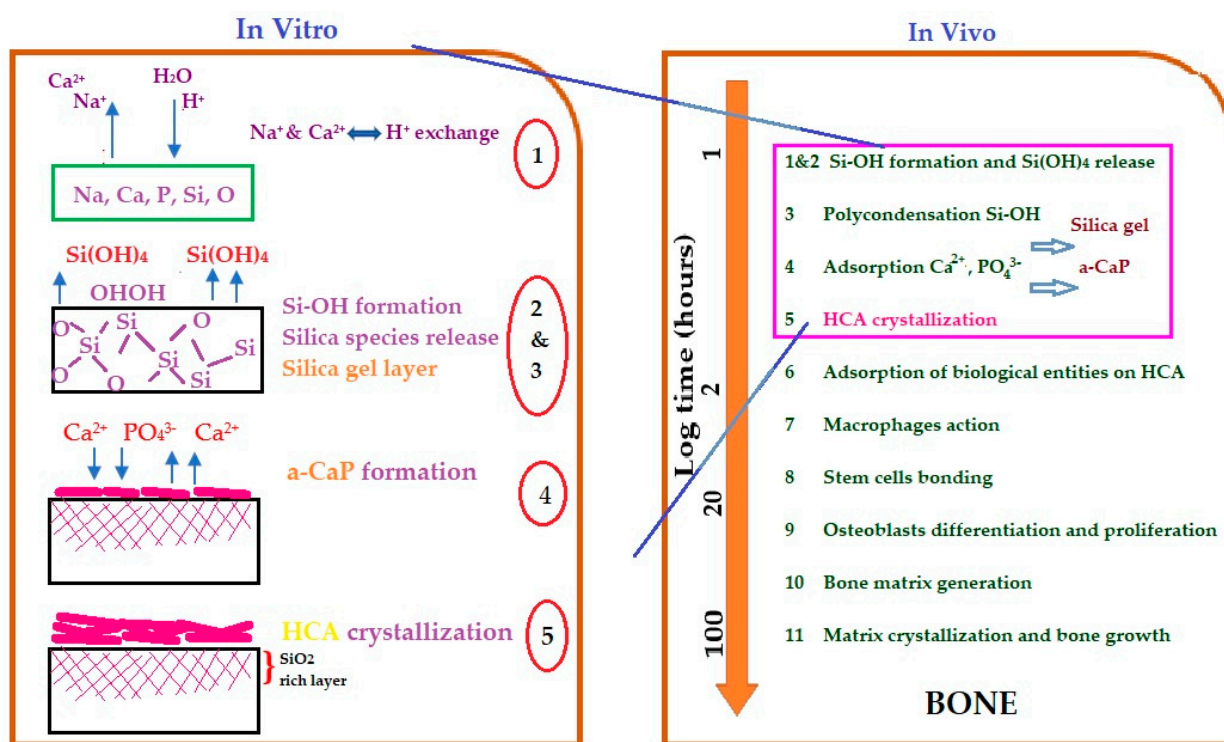 In Vitro
Ca²⁺
Na⁺
H₂O
H⁺
Na⁺ & Ca²⁺ H⁺ exchange
1
Na, Ca, P, Si, O
Si(OH)₄ Si(OH)₄
OHOH
O Si O
Si Si Si
O O Si
Si-OH formation
Silica species release
Silica gel layer
2
&
3
Ca²⁺ PO₄³⁻ Ca²⁺
a-CaP formation
4
HCA crystallization
5
SiO2
rich layer
In Vivo
Log time (hours)
1
2
20
100
1&2 Si-OH formation and Si(OH)4 release
3 Polycondensation Si-OH
Silica gel
4 Adsorption Ca²⁺, PO₄³⁻
a-CaP
5 HCA crystallization
6 Adsorption of biological entities on HCA
7 Macrophages action
8 Stem cells bonding
9 Osteoblasts differentiation and proliferation
10 Bone matrix generation
11 Matrix crystallization and bone growth
BONE